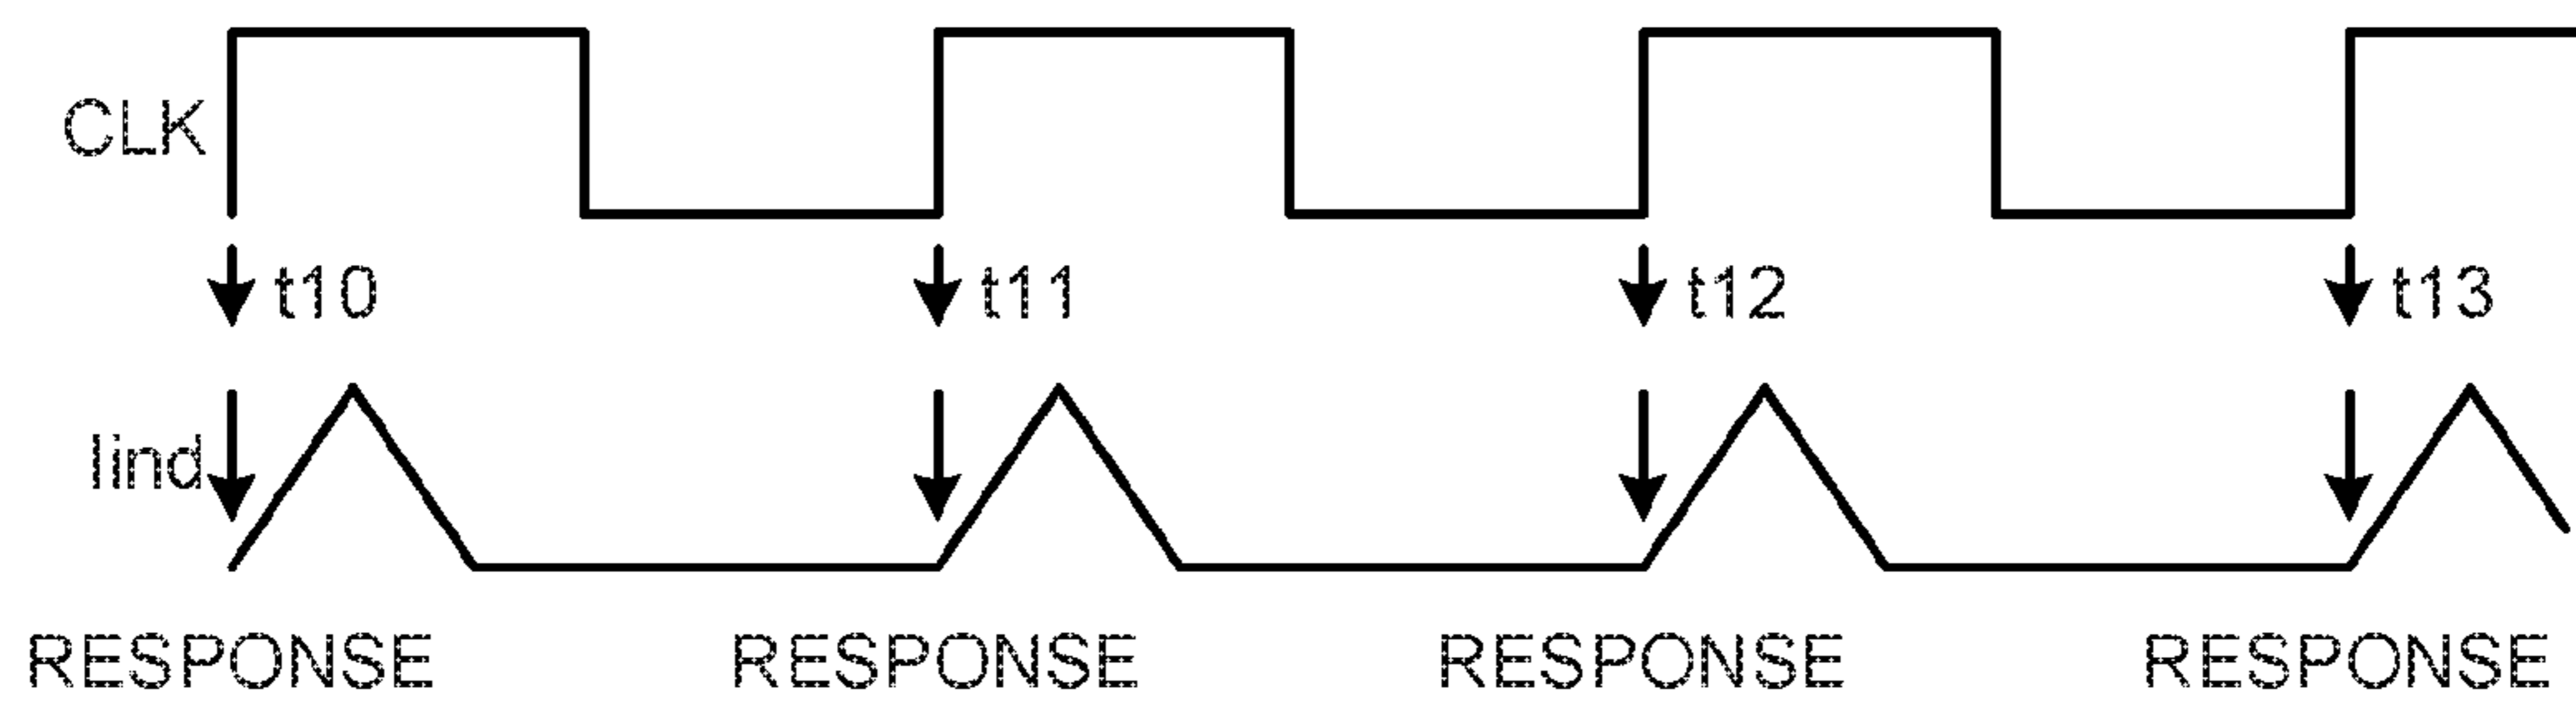 CLK
t10 t11 t12 t13
Iind
RESPONSE RESPONSE RESPONSE RESPONSE